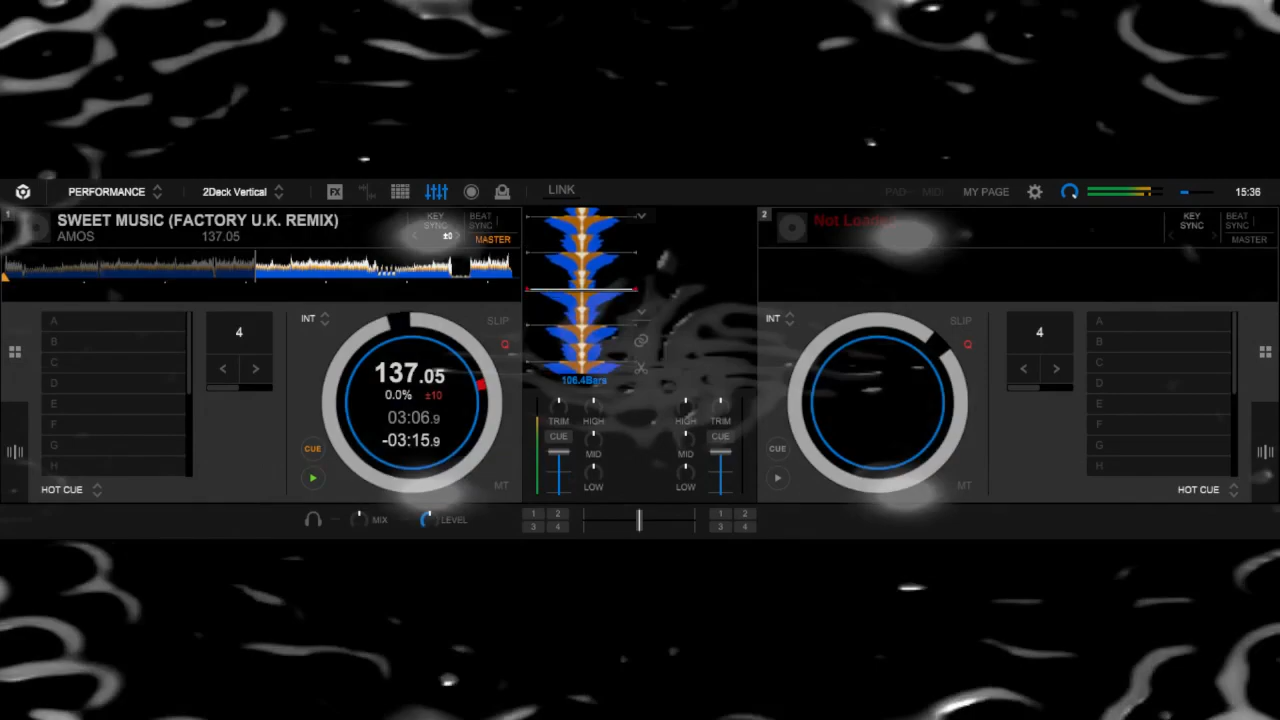 PERFORMANCE 2Deck Vertical FX LINK PAD MIDI MY PAGE 15:36
1 SWEET MUSIC (FACTORY U.K. REMIX) KEY SYNC BEAT SYNC
AMOS 137.05 ±0 MASTER
2 Not Loaded KEY SYNC BEAT SYNC
MASTER
A
B
C
D
E
F
G
H
HOT CUE
4
INT
SLIP
Q
137.05
0.0% ±10
03:06.9
-03:15.9
CUE
MT
106.4Bars
TRIM HIGH HIGH TRIM
CUE CUE
MID MID
LOW LOW
INT
SLIP
Q
CUE
MT
4
A
B
C
D
E
F
G
H
HOT CUE
MIX LEVEL
1 2 1 2
3 4 3 4